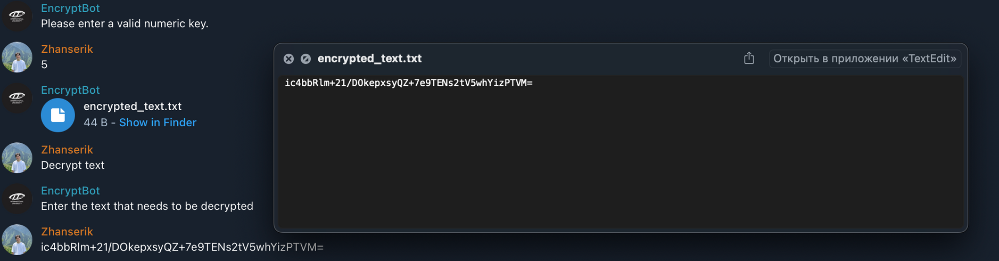 EncryptBot
Please enter a valid numeric key.
Zhanserik
5
EncryptBot
encrypted_text.txt
44 B - Show in Finder
Zhanserik
Decrypt text
EncryptBot
Enter the text that needs to be decrypted
Zhanserik
ic4bbRlm+21/DOkepxsyQZ+7e9TENs2tV5whYizPTVM=
encrypted_text.txt
Открыть в приложении «TextEdit»
ic4bbRlm+21/DOkepxsyQZ+7e9TENs2tV5whYizPTVM=